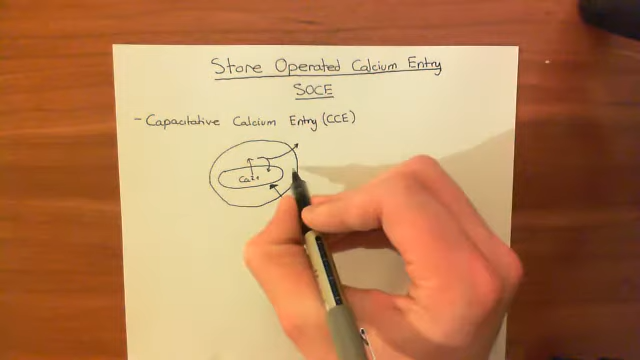 Store Operated Calcium Entry
SOCE
- Capacitative Calcium Entry (CCE)
Ca2+